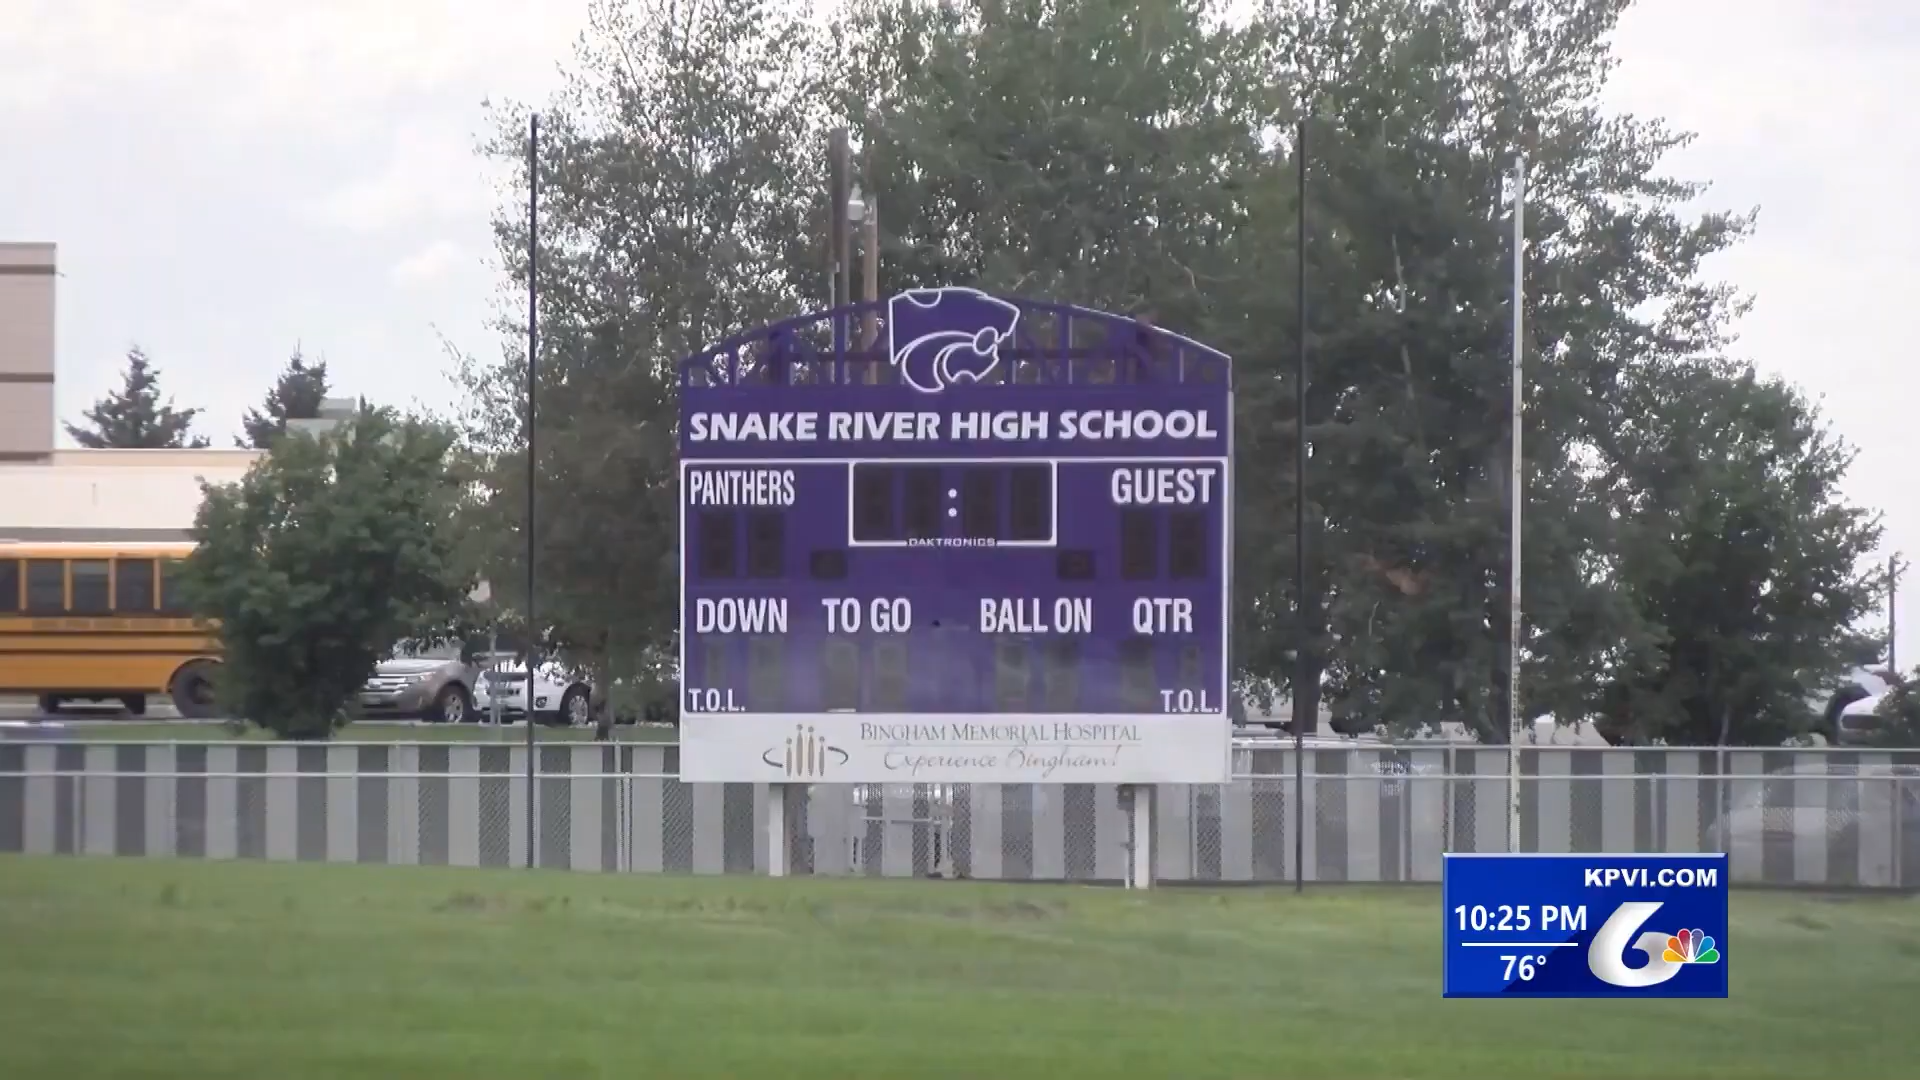 SNAKE RIVER HIGH SCHOOL
PANTHERS : GUEST
DAKTRONICS
DOWN TO GO BALL ON QTR
T.O.L. T.O.L.
BINGHAM MEMORIAL HOSPITAL
Experience Bingham!
KPVI.COM
10:25 PM
76°
6